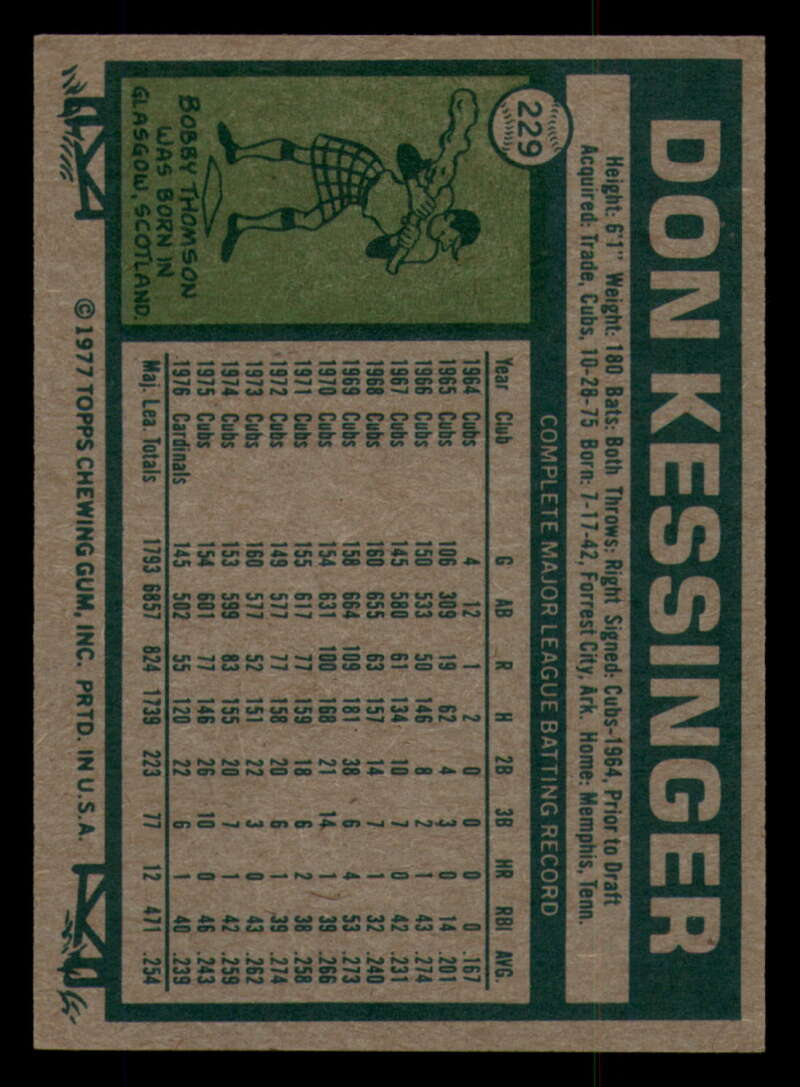 DON KESSINGER
229
Height: 6'1" Weight: 180 Bats: Both Throws: Right Signed: Cubs-1964, Prior to Draft
Acquired: Trade, Cubs, 10-28-75 Born: 7-17-42, Forrest City, Ark. Home: Memphis, Tenn.
BOBBY THOMSON
WAS BORN IN
GLASGOW, SCOTLAND.
COMPLETE MAJOR LEAGUE BATTING RECORD
Year Club G AB R H 2B 3B HR RBI AVG.
1964 Cubs 4 12 1 2 0 0 0 0 .167
1965 Cubs 106 309 19 62 4 3 0 14 .201
1966 Cubs 150 533 50 146 8 2 1 43 .274
1967 Cubs 145 580 61 134 10 7 0 42 .231
1968 Cubs 160 655 63 157 14 7 1 32 .240
1969 Cubs 158 664 109 181 38 6 4 53 .273
1970 Cubs 154 631 100 168 21 14 1 39 .266
1971 Cubs 155 617 77 159 18 6 2 38 .258
1972 Cubs 149 577 77 158 20 6 1 39 .274
1973 Cubs 160 577 52 151 22 3 0 43 .262
1974 Cubs 153 599 83 155 20 7 1 42 .259
1975 Cubs 154 601 77 146 26 10 0 46 .243
1976 Cardinals 145 502 55 120 22 6 1 40 .239
Maj. Lea Totals 1793 6857 824 1739 223 77 12 471 .254
© 1977 TOPPS CHEWING GUM, INC. PRTD. IN U.S.A.